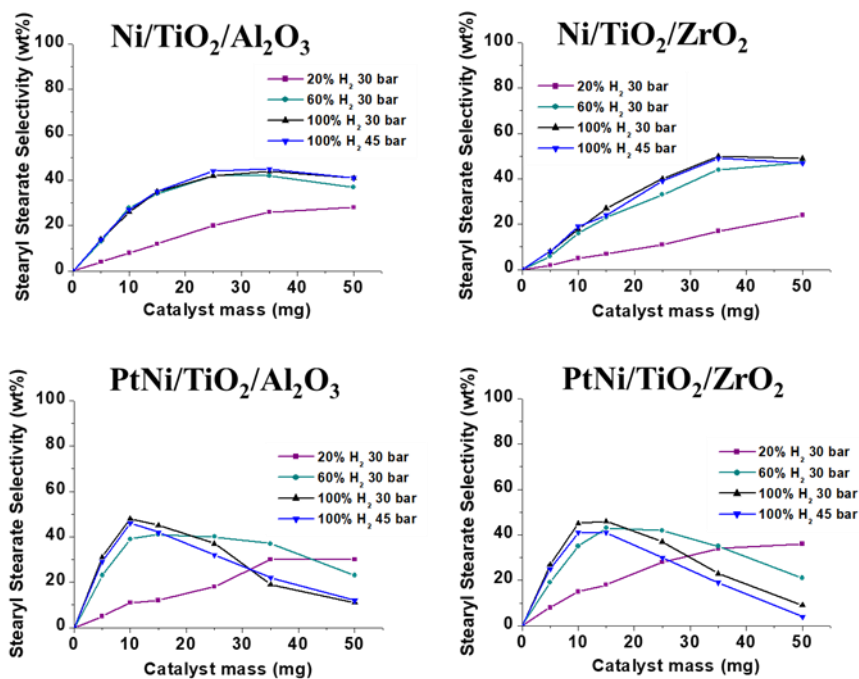 Ni/TiO₂/Al₂O₃
Stearyl Stearate Selectivity (wt%)
100
80
60
40
20
0
20% H₂ 30 bar
60% H₂ 30 bar
100% H₂ 30 bar
100% H₂ 45 bar
0 10 20 30 40 50
Catalyst mass (mg)
Ni/TiO₂/ZrO₂
Stearyl Stearate Selectivity (wt%)
100
80
60
40
20
0
20% H₂ 30 bar
60% H₂ 30 bar
100% H₂ 30 bar
100% H₂ 45 bar
0 10 20 30 40 50
Catalyst mass (mg)
PtNi/TiO₂/Al₂O₃
Stearyl Stearate Selectivity (wt%)
100
80
60
40
20
0
20% H₂ 30 bar
60% H₂ 30 bar
100% H₂ 30 bar
100% H₂ 45 bar
0 10 20 30 40 50
Catalyst mass (mg)
PtNi/TiO₂/ZrO₂
Stearyl Stearate Selectivity (wt%)
100
80
60
40
20
0
20% H₂ 30 bar
60% H₂ 30 bar
100% H₂ 30 bar
100% H₂ 45 bar
0 10 20 30 40 50
Catalyst mass (mg)